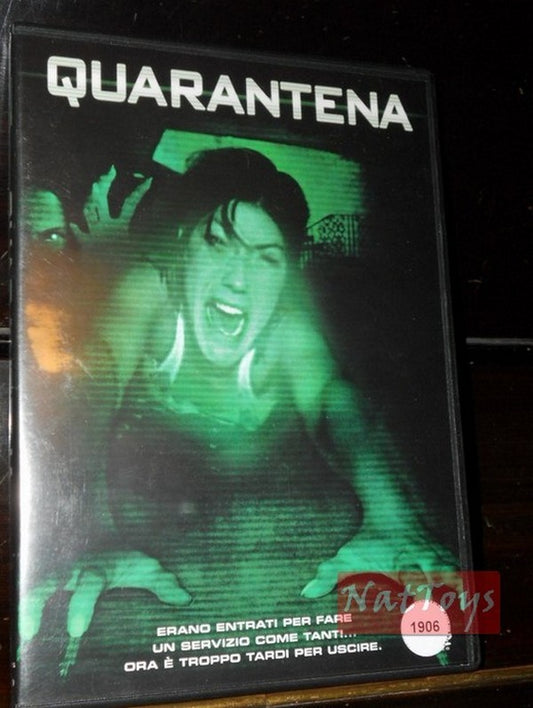 QUARANTENA
ERANO ENTRATI PER FARE
UN SERVIZIO COME TANTI...
ORA È TROPPO TARDI PER USCIRE.
NatToys
1906